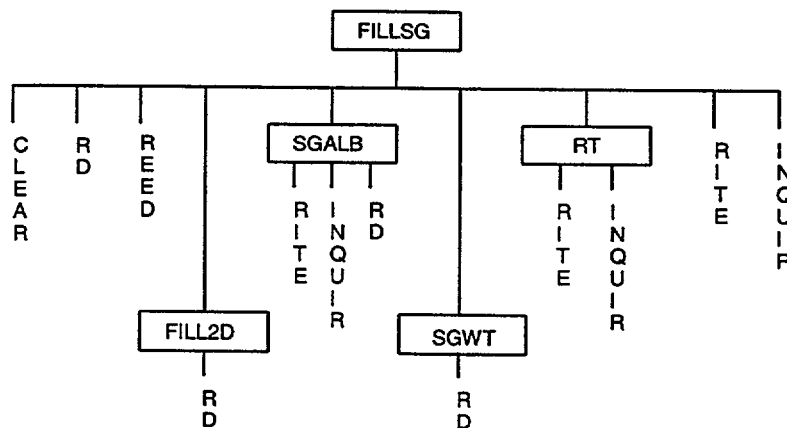 FILLSG
CLEAR
RD
REED
SGALB
RT
RITE
INQUIR
RITE
INQUIR
RD
RITE
INQUIR
FILL2D
SGWT
RD
RD